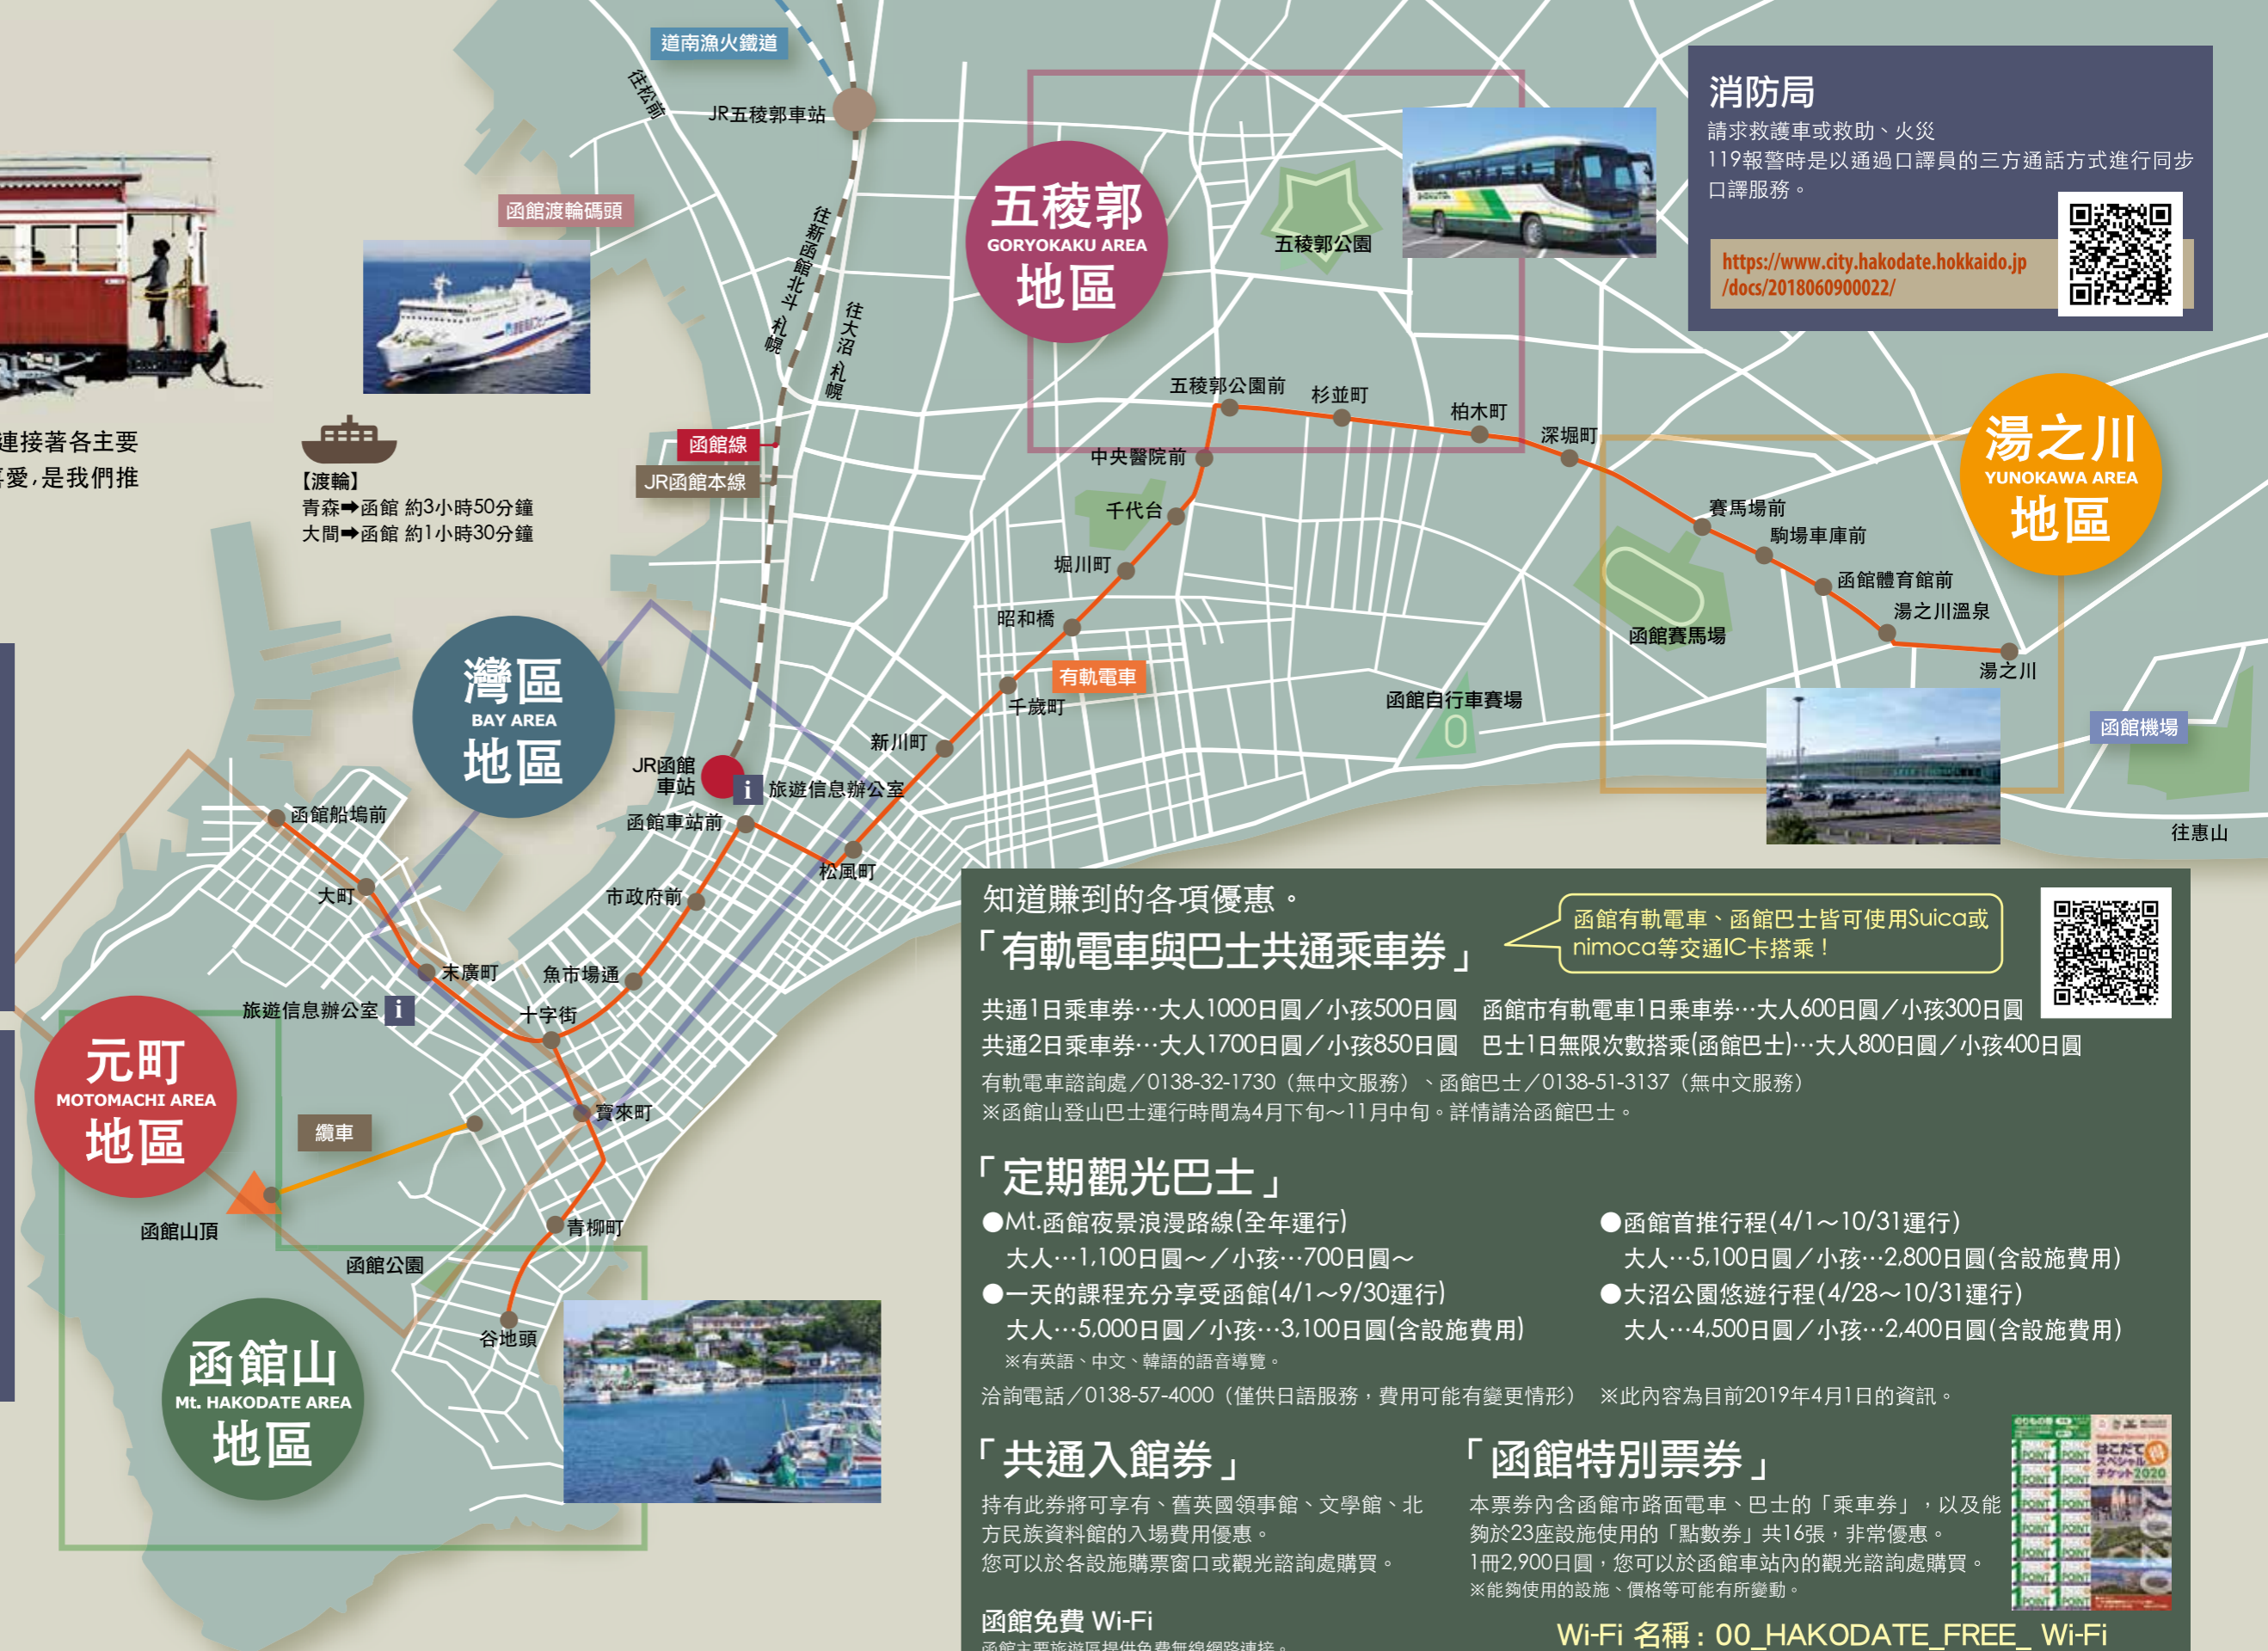 道南漁火鐵道
往松前
JR五稜郭車站
函館渡輪碼頭
往新函館北斗 札幌
往大沼 札幌
五稜郭
GORYOKAKU AREA
地區
五稜郭公園
消防局
請求救護車或救助、火災
119報警時是以通過口譯員的三方通話方式進行同步
口譯服務。
https://www.city.hakodate.hokkaido.jp
/docs/2018060900022/
連接著各主要
喜愛,是我們推
【渡輪】
青森➡函館 約3小時50分鐘
大間➡函館 約1小時30分鐘
函館線
JR函館本線
五稜郭公園前
杉並町
柏木町
深堀町
中央醫院前
千代台
堀川町
昭和橋
有軌電車
千歲町
新川町
湯之川
YUNOKAWA AREA
地區
賽馬場前
駒場車庫前
函館體育館前
湯之川溫泉
湯之川
函館賽馬場
函館自行車賽場
函館機場
往惠山
灣區
BAY AREA
地區
JR函館
車站
i 旅遊信息辦公室
函館車站前
松風町
市政府前
魚市場通
函館船塢前
大町
末廣町
旅遊信息辦公室 i
十字街
寶來町
元町
MOTOMACHI AREA
地區
纜車
函館山頂
青柳町
函館公園
谷地頭
函館山
Mt. HAKODATE AREA
地區
知道賺到的各項優惠。
「有軌電車與巴士共通乘車券」
函館有軌電車、函館巴士皆可使用Suica或
nimoca等交通IC卡搭乘！
共通1日乘車券…大人1000日圓／小孩500日圓 函館市有軌電車1日乘車券…大人600日圓／小孩300日圓
共通2日乘車券…大人1700日圓／小孩850日圓 巴士1日無限次數搭乘(函館巴士)…大人800日圓／小孩400日圓
有軌電車諮詢處／0138-32-1730（無中文服務）、函館巴士／0138-51-3137（無中文服務）
※函館山登山巴士運行時間為4月下旬～11月中旬。詳情請洽函館巴士。
「定期觀光巴士」
●Mt.函館夜景浪漫路線(全年運行)
大人…1,100日圓～／小孩…700日圓～
●一天的課程充分享受函館(4/1～9/30運行)
大人…5,000日圓／小孩…3,100日圓(含設施費用)
※有英語、中文、韓語的語音導覽。
●函館首推行程(4/1～10/31運行)
大人…5,100日圓／小孩…2,800日圓(含設施費用)
●大沼公園悠遊行程(4/28～10/31運行)
大人…4,500日圓／小孩…2,400日圓(含設施費用)
洽詢電話／0138-57-4000（僅供日語服務，費用可能有變更情形） ※此內容為目前2019年4月1日的資訊。
「共通入館券」
持有此券將可享有、舊英國領事館、文學館、北
方民族資料館的入場費用優惠。
您可以於各設施購票窗口或觀光諮詢處購買。
「函館特別票券」
本票券內含函館市路面電車、巴士的「乘車券」，以及能
夠於23座設施使用的「點數券」共16張，非常優惠。
1冊2,900日圓，您可以於函館車站內的觀光諮詢處購買。
※能夠使用的設施、價格等可能有所變動。
はこだて
スペシャル
チケット2020
函館免費 Wi-Fi
函館主要旅遊區提供免費無線網路連接。
Wi-Fi 名稱：00_HAKODATE_FREE_ Wi-Fi